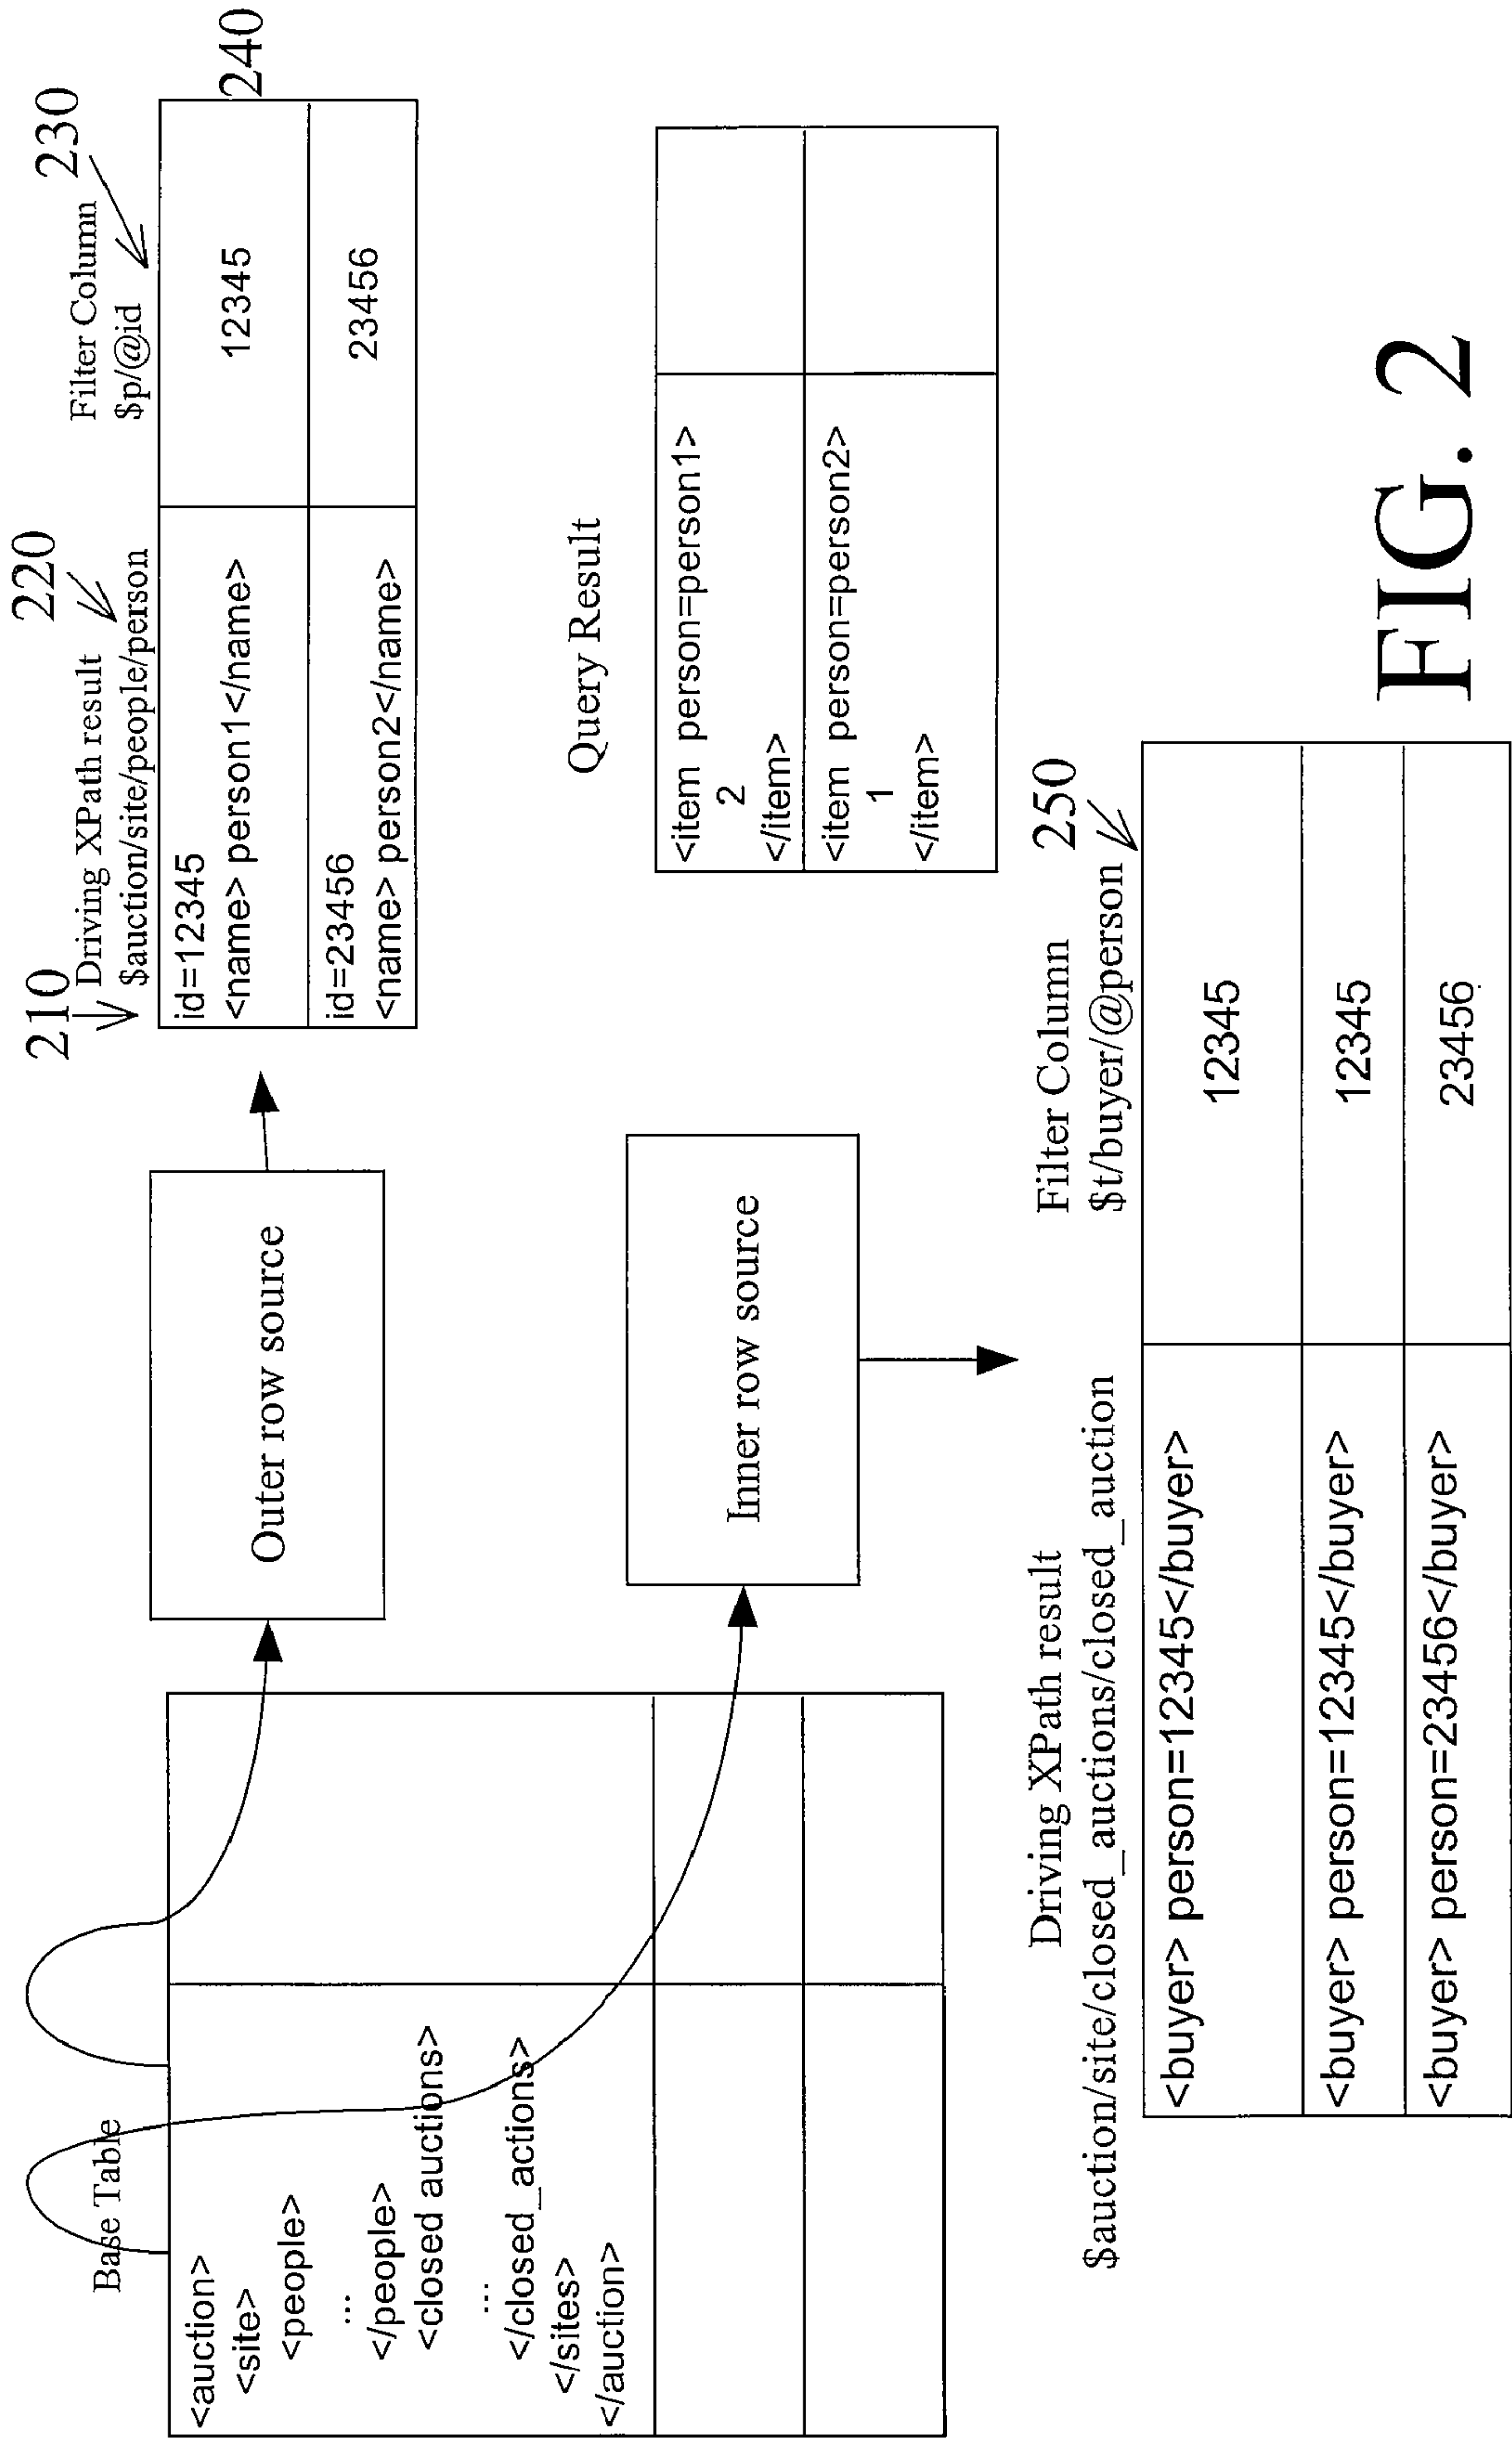 Base Table
<auction>
<site>
<people>
...
</people>
<closed auctions>
...
</closed_actions>
</sites>
</auction>
Outer row source
Inner row source
210
220
Driving XPath result
$auction/site/people/person
230
Filter Column
$p/@id
240
id=12345
<name> person1</name>
12345
id=23456
<name> person2</name>
23456
Query Result
<item person=person1>
2
</item>
<item person=person2>
1
</item>
Driving XPath result
$auction/site/closed_auctions/closed_auction
Filter Column
$t/buyer/@person
250
<buyer> person=12345</buyer>
12345
<buyer> person=12345</buyer>
12345
<buyer> person=23456</buyer>
23456
FIG. 2